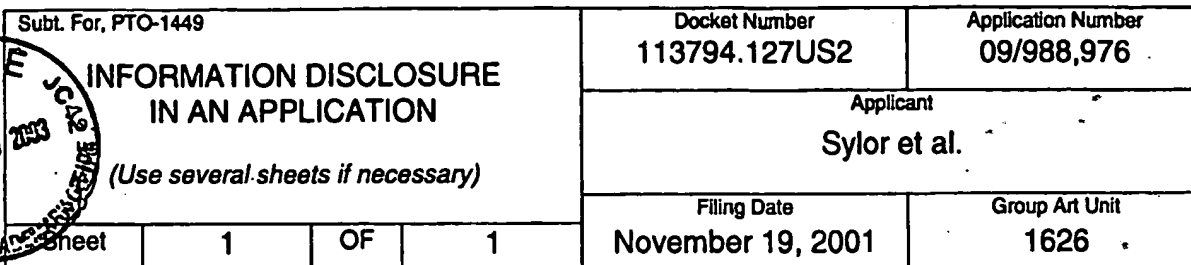 Subt. For, PTO-1449
INFORMATION DISCLOSURE
IN AN APPLICATION
(Use several sheets if necessary)
Sheet 1 OF 1
Docket Number
113794.127US2
Application Number
09/988,976
Applicant
Sylor et al.
Filing Date
November 19, 2001
Group Art Unit
1626
JC42